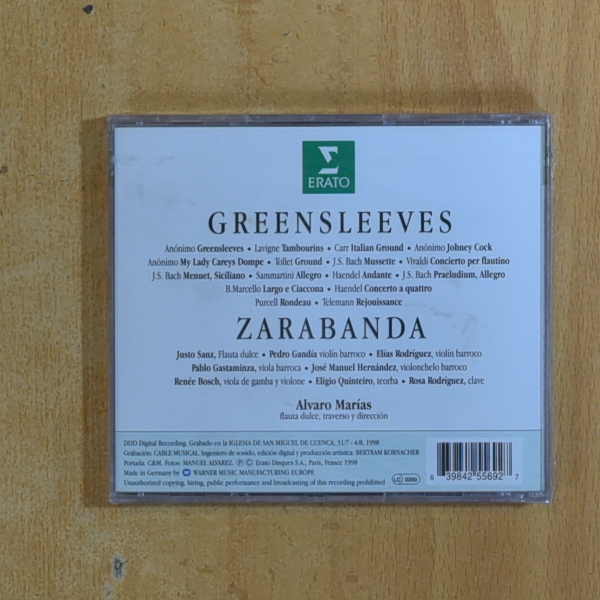 Σ
ERATO
GREENSLEEVES
Anónimo Greensleeves • Lavigne Tambourins • Carr Italian Ground • Anónimo Johney Cock
Anónimo My Lady Careys Dompe • Tollet Ground • J.S. Bach Mussette • Vivaldi Concierto per flautino
J.S. Bach Menuet, Siciliano • Sammartini Allegro • Haendel Andante • J.S. Bach Praeludium, Allegro
B.Marcello Largo e Ciaccona • Haendel Concerto a quattro
Purcell Rondeau • Telemann Rejouissance
ZARABANDA
Justo Sanz, Flauta dulce • Pedro Gandía violín barroco • Elías Rodríguez, violín barroco
Pablo Gastaminza, viola barroca • José Manuel Hernández, violonchelo barroco
Renée Bosch, viola de gamba y violone • Eligio Quinteiro, teorba • Rosa Rodríguez, clave
Alvaro Marías
flauta dulce, traverso y dirección
DDD Digital Recording. Grabado en la IGLESIA DE SAN MIGUEL DE CUENCA, 31/7 - 4/8, 1998
Grabación: CABLE MUSICAL, Ingeniero de sonido, edición digital y producción artística: BERTRAM KORNACHER
Portada: C&M. Fotos: MANUEL ALVAREZ, ℗ © Erato Disques S.A., Paris, France 1998
Made in Germany by WARNER MUSIC MANUFACTURING EUROPE
Unauthorized copying, hiring, public performance and broadcasting of this recording prohibited
LC 0200
6 39842 55692 7